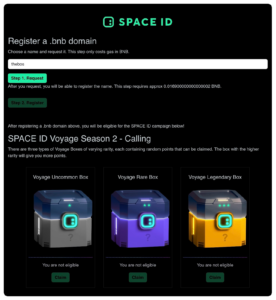 SPACE ID
Register a .bnb domain
Choose a name and request it. This step only costs gas in BNB.
thebos
Step 1. Request
After you request, you will be able to register the name. This step requires approx
BNB.
Step 2. Register
After registering a .bnb domain above, you will be eligible for the SPACE ID campaign below!
SPACE ID Voyage Season 2 - Calling
There are three types of Voyage Boxes of varying rarity, each containing random points that can be claimed. The box with the higher
rarity will give you more points.
Voyage Uncommon Box
Voyage Rare Box
Voyage Legendary Box
?
You are not eligible
You are not eligible
You are not eligible
Claim
Claim
Claim